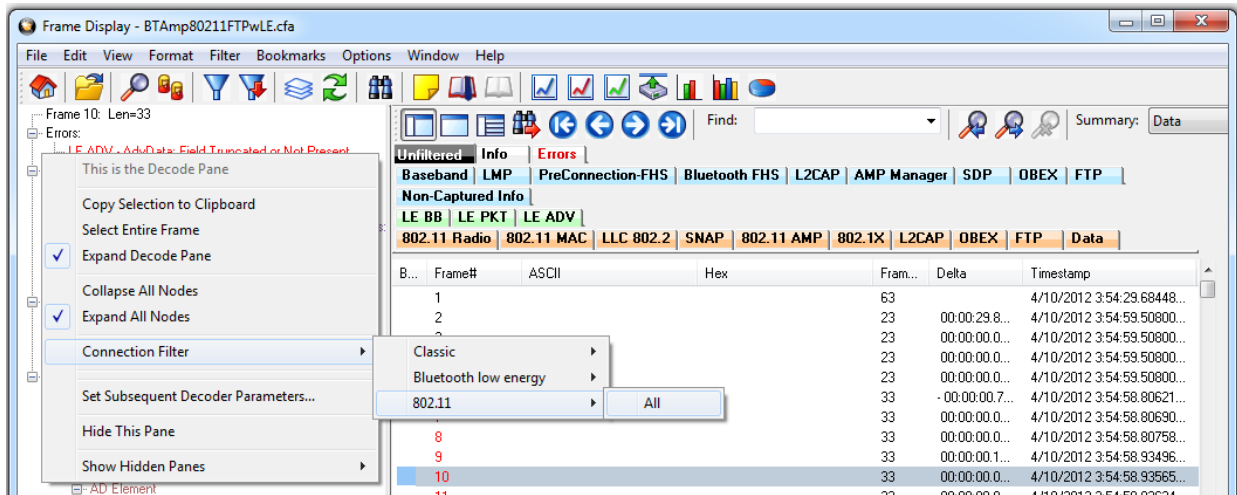 Frame Display - BTAmp80211FTPwLE.cfa
File Edit View Format Filter Bookmarks Options Window Help
Find: Summary: Data
Frame 10: Len=33
Errors:
LE ADV - AdvData: Field Truncated or Not Present
This is the Decode Pane
Copy Selection to Clipboard
Select Entire Frame
Expand Decode Pane
Collapse All Nodes
Expand All Nodes
Connection Filter
Set Subsequent Decoder Parameters...
Hide This Pane
Show Hidden Panes
AD Element
Classic
Bluetooth low energy
802.11
All
Unfiltered Info Errors
Baseband LMP PreConnection-FHS Bluetooth FHS L2CAP AMP Manager SDP OBEX FTP
Non-Captured Info
LE BB LE PKT LE ADV
802.11 Radio 802.11 MAC LLC 802.2 SNAP 802.11 AMP 802.1X L2CAP OBEX FTP Data
B... Frame# ASCII Hex Fram... Delta Timestamp
1 63 4/10/2012 3:54:29.68448...
2 23 00:00:29.8... 4/10/2012 3:54:59.50800...
23 00:00:00.0... 4/10/2012 3:54:59.50800...
23 00:00:00.0... 4/10/2012 3:54:59.50800...
23 00:00:00.0... 4/10/2012 3:54:59.50800...
33 - 00:00:00.7... 4/10/2012 3:54:58.80621...
33 00:00:00.0... 4/10/2012 3:54:58.80690...
8 33 00:00:00.0... 4/10/2012 3:54:58.80758...
9 33 00:00:00.1... 4/10/2012 3:54:58.93496...
10 33 00:00:00.0... 4/10/2012 3:54:58.93565...